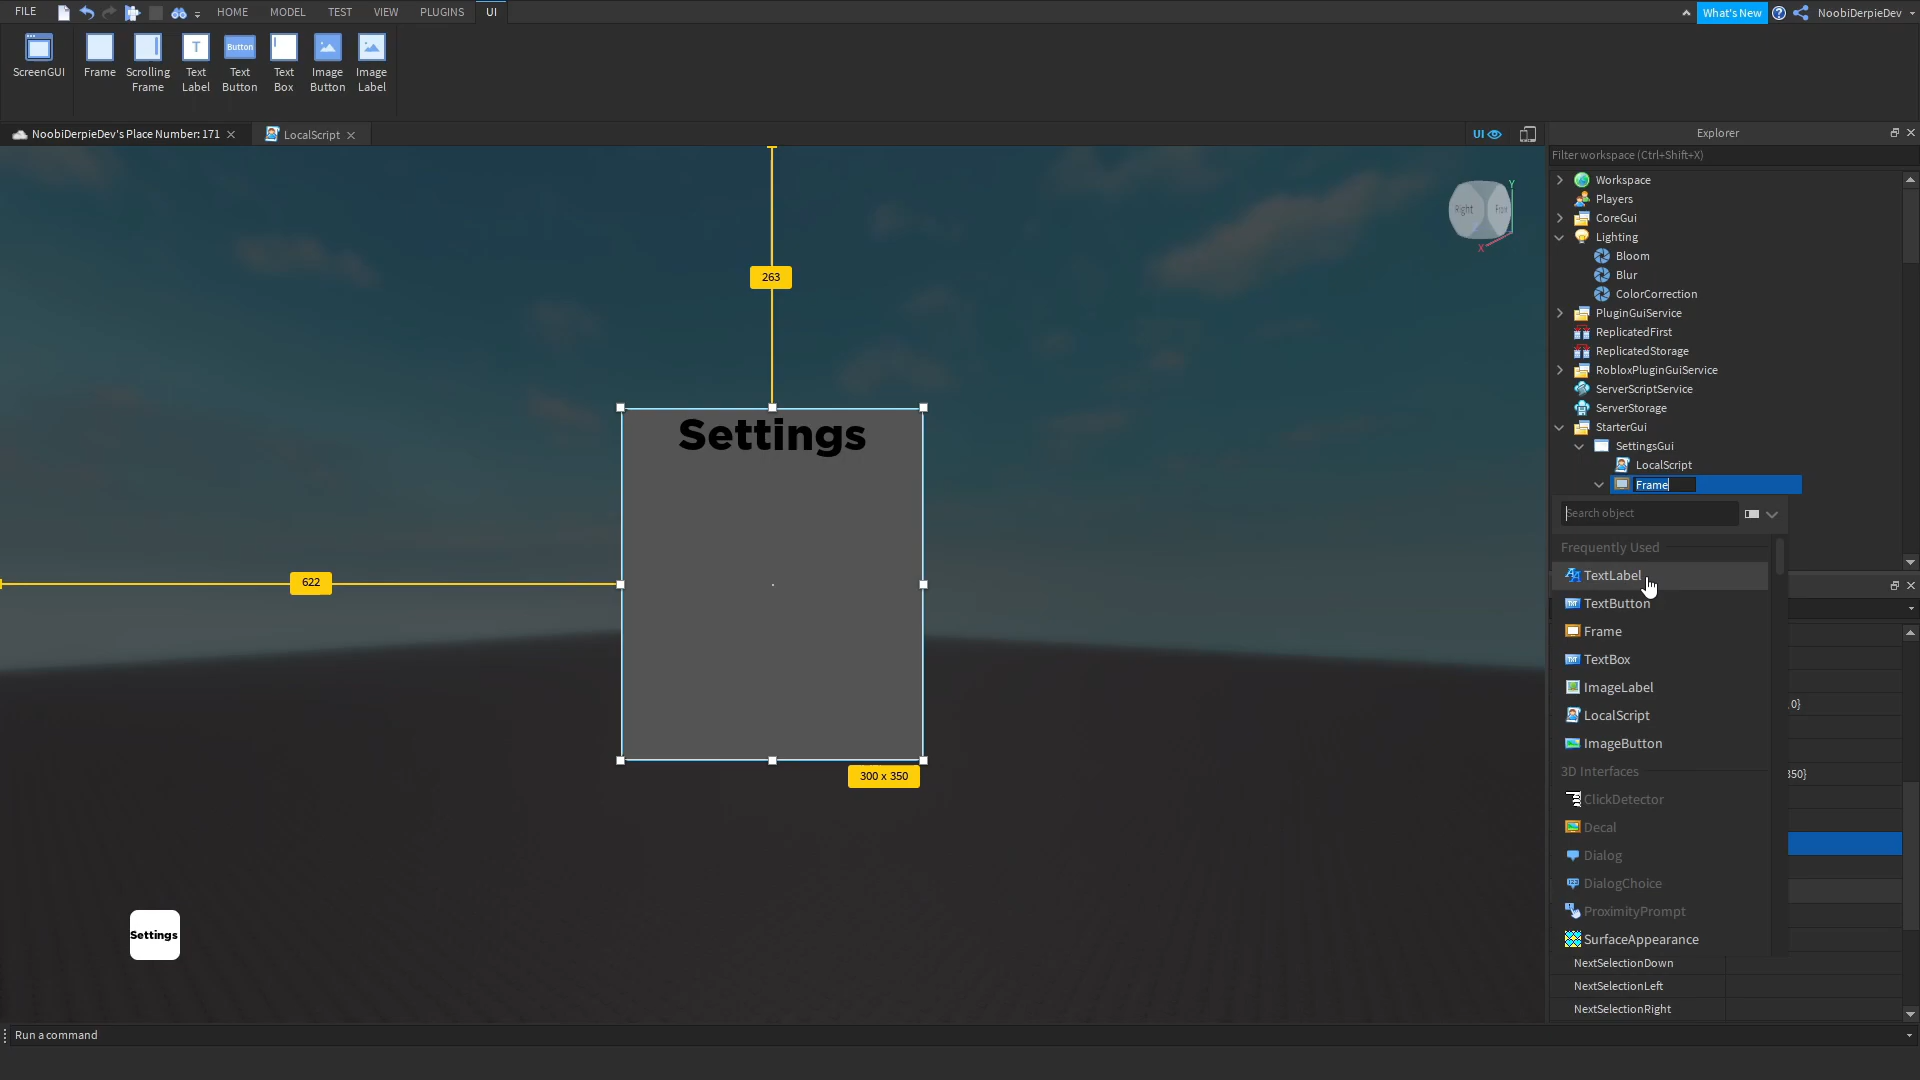 FILE HOME MODEL TEST VIEW PLUGINS UI What's New NoobiDerpieDev
ScreenGUI
Frame
Scrolling
Frame
Text
Label
Button
Text
Button
Text
Box
Image
Button
Image
Label
NoobiDerpieDev's Place Number: 171
LocalScript
UI
Explorer
Filter workspace (Ctrl+Shift+X)
Workspace
Players
CoreGui
Lighting
Bloom
Blur
ColorCorrection
PluginGuiService
ReplicatedFirst
ReplicatedStorage
RobloxPluginGuiService
ServerScriptService
ServerStorage
StarterGui
SettingsGui
LocalScript
Frame
Search object
Frequently Used
TextLabel
TextButton
Frame
TextBox
ImageLabel
LocalScript
ImageButton
3D Interfaces
ClickDetector
Decal
Dialog
DialogChoice
ProximityPrompt
SurfaceAppearance
NextSelectionDown
NextSelectionLeft
NextSelectionRight
Right
Y
X
263
Settings
622
300 x 350
Settings
Run a command